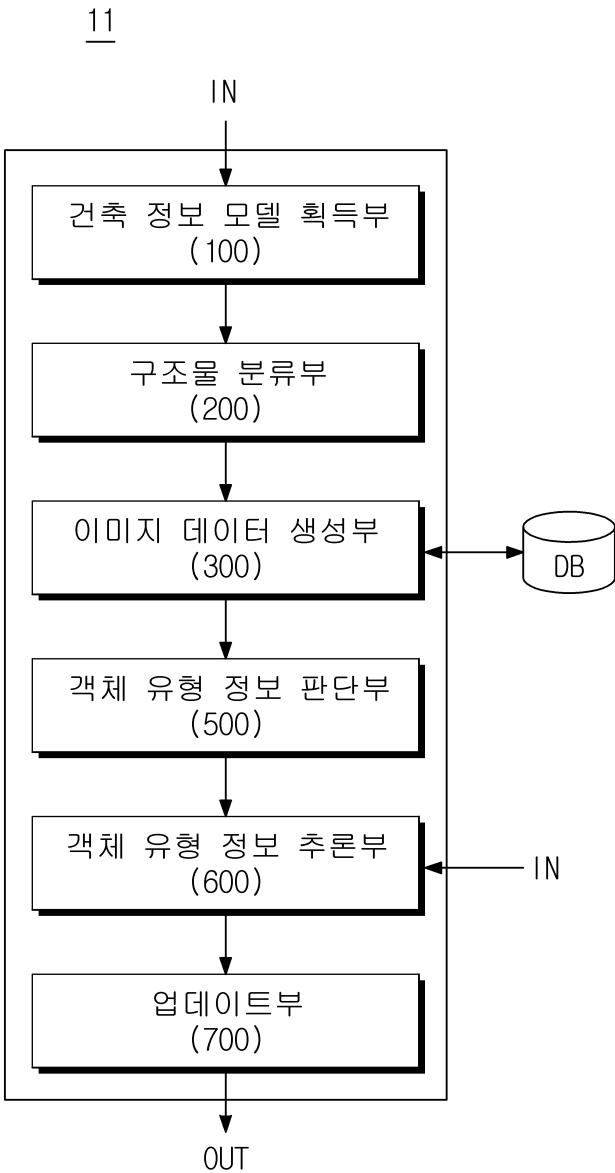 11
IN
건축 정보 모델 획득부
(100)
구조물 분류부
(200)
이미지 데이터 생성부
(300)
DB
객체 유형 정보 판단부
(500)
객체 유형 정보 추론부
(600)
IN
업데이트부
(700)
OUT